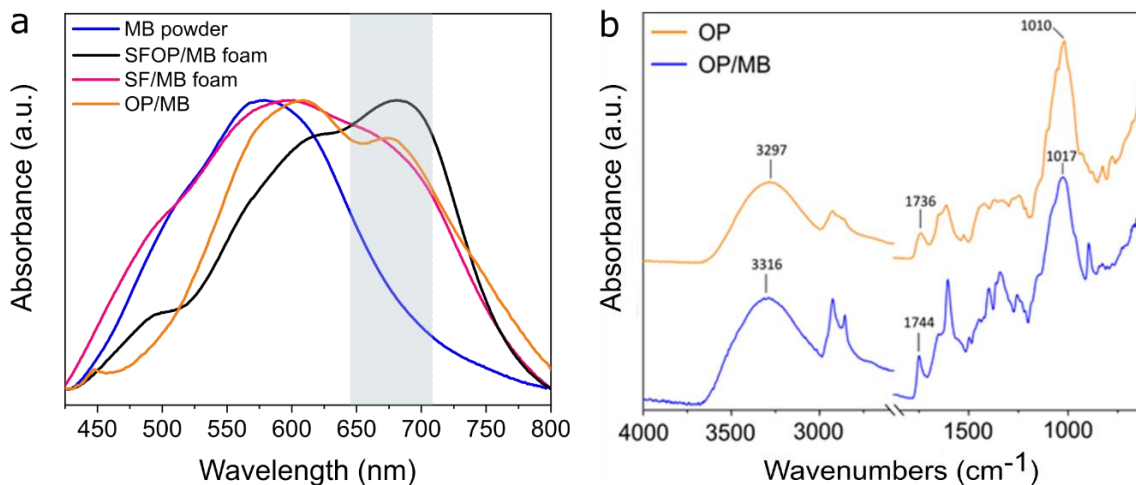 a
MB powder
SFOP/MB foam
SF/MB foam
OP/MB
Absorbance (a.u.)
450 500 550 600 650 700 750 800
Wavelength (nm)
b
OP
OP/MB
1010
3297
1736
1017
3316
1744
Absorbance (a.u.)
4000 3500 3000 1500 1000
Wavenumbers (cm⁻¹)